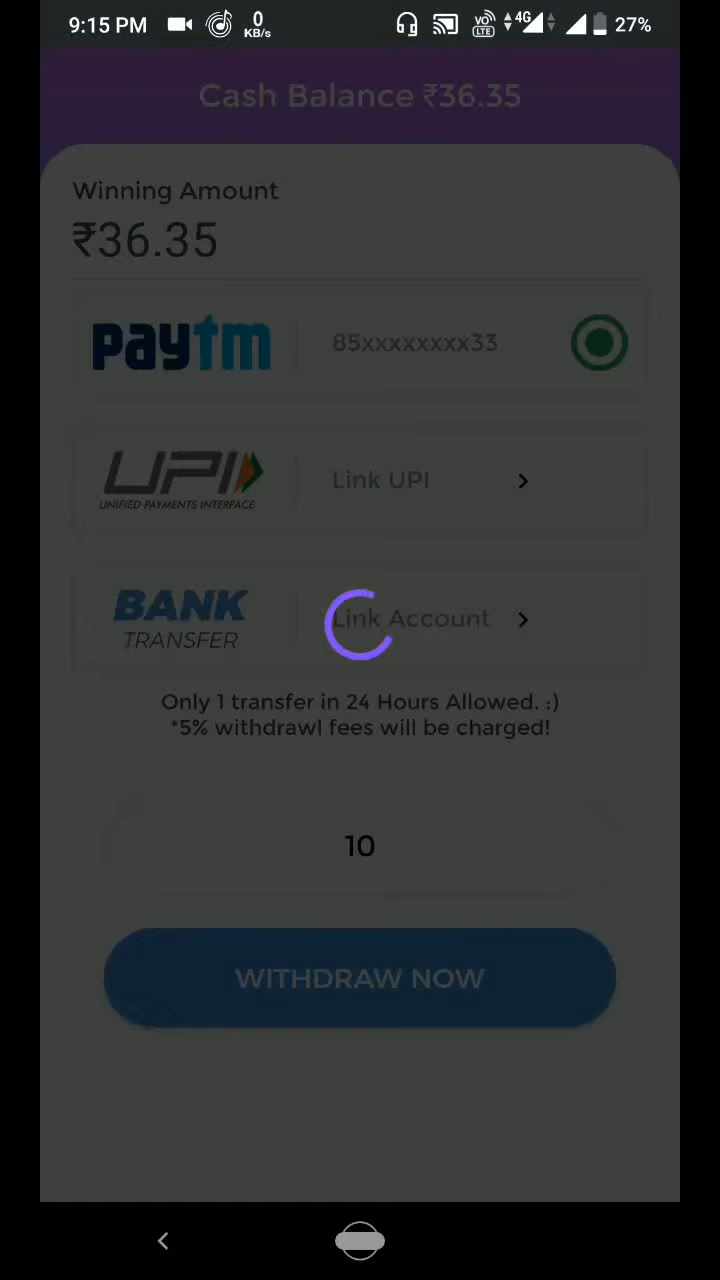 9:15 PM 0 KB/s VO LTE 4G 27%
Cash Balance ₹36.35
Winning Amount
₹36.35
paytm 85xxxxxxxx33
UPI Link UPI
UNIFIED PAYMENTS INTERFACE
BANK Link Account
TRANSFER
Only 1 transfer in 24 Hours Allowed. :)
*5% withdrawl fees will be charged!
10
WITHDRAW NOW